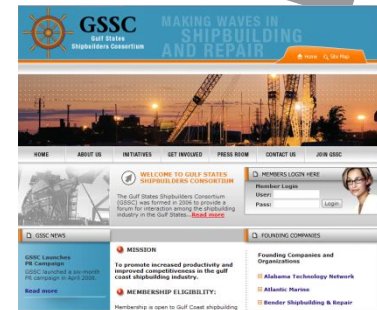 GSSC
Gulf States
Shipbuilders Consortium
MAKING WAVES IN
SHIPBUILDING
AND REPAIR
Home
Site Map
HOME
ABOUT US
INITIATIVES
GET INVOLVED
PRESS ROOM
CONTACT US
JOIN GSSC
WELCOME TO GULF STATES
SHIPBUILDERS CONSORTIUM
The Gulf States Shipbuilders Consortium
(GSSC) was formed in 2006 to provide a
forum for interaction among the shipbuilding
industry in the Gulf States...Read more
MEMBERS LOGIN HERE
Member Login
User:
Pass:
Login
GSSC NEWS
GSSC Launches
PR Campaign
GSSC launched a six-month
PR campaign in April 2006.
Read more
MISSION
To promote increased productivity and
improved competitiveness in the gulf
coast shipbuilding industry.
MEMBERSHIP ELIGIBILITY:
Membership is open to Gulf Coast shipbuilding
FOUNDING COMPANIES
Founding Companies and
Organizations
Alabama Technology Network
Atlantic Marine
Bender Shipbuilding & Repair